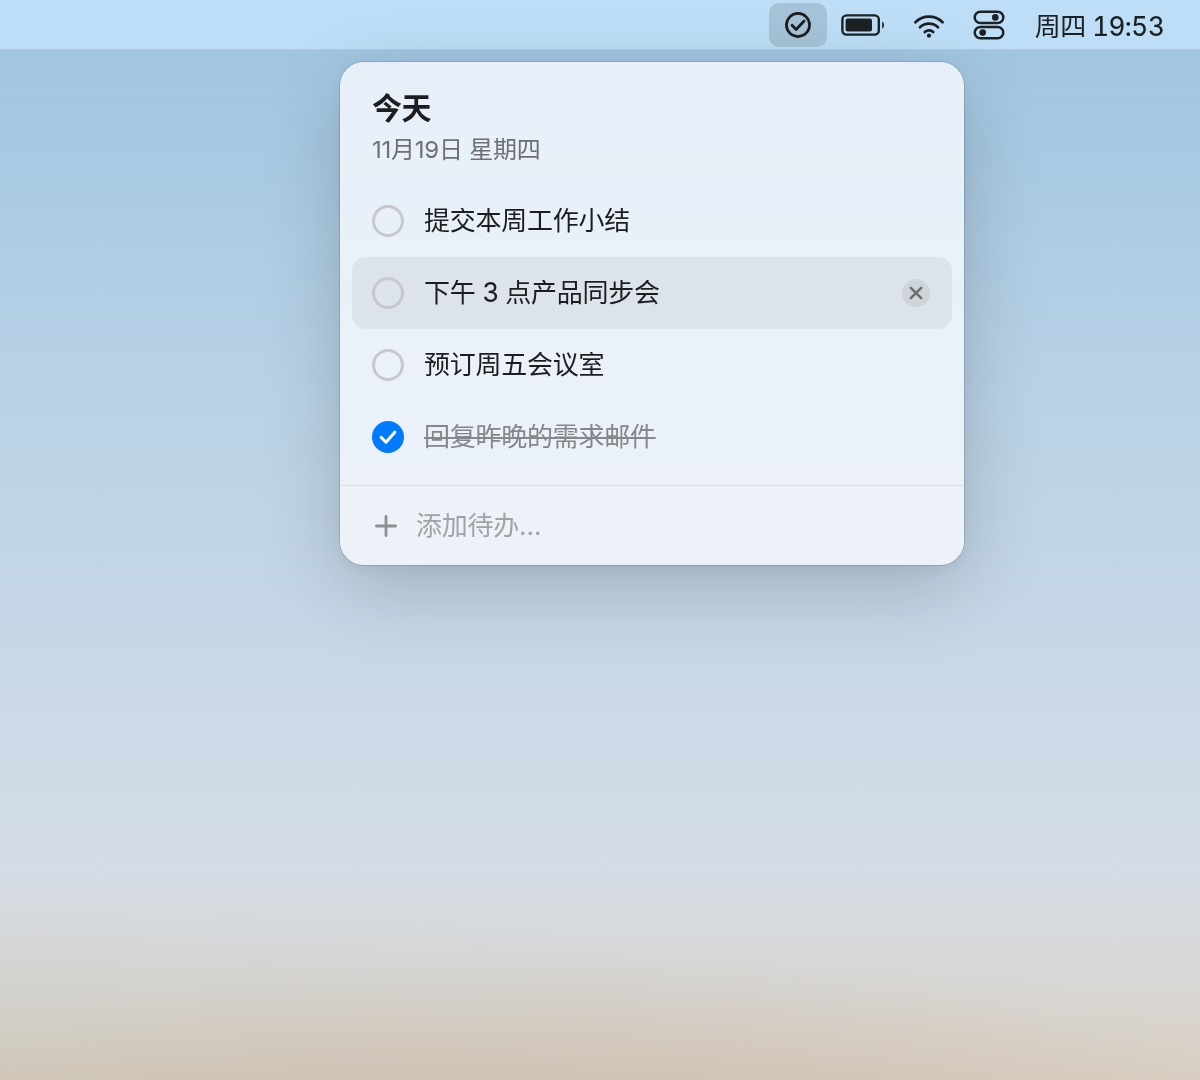 周四 19:53
今天
11月19日 星期四
提交本周工作小结
下午 3 点产品同步会
预订周五会议室
回复昨晚的需求邮件
添加待办...